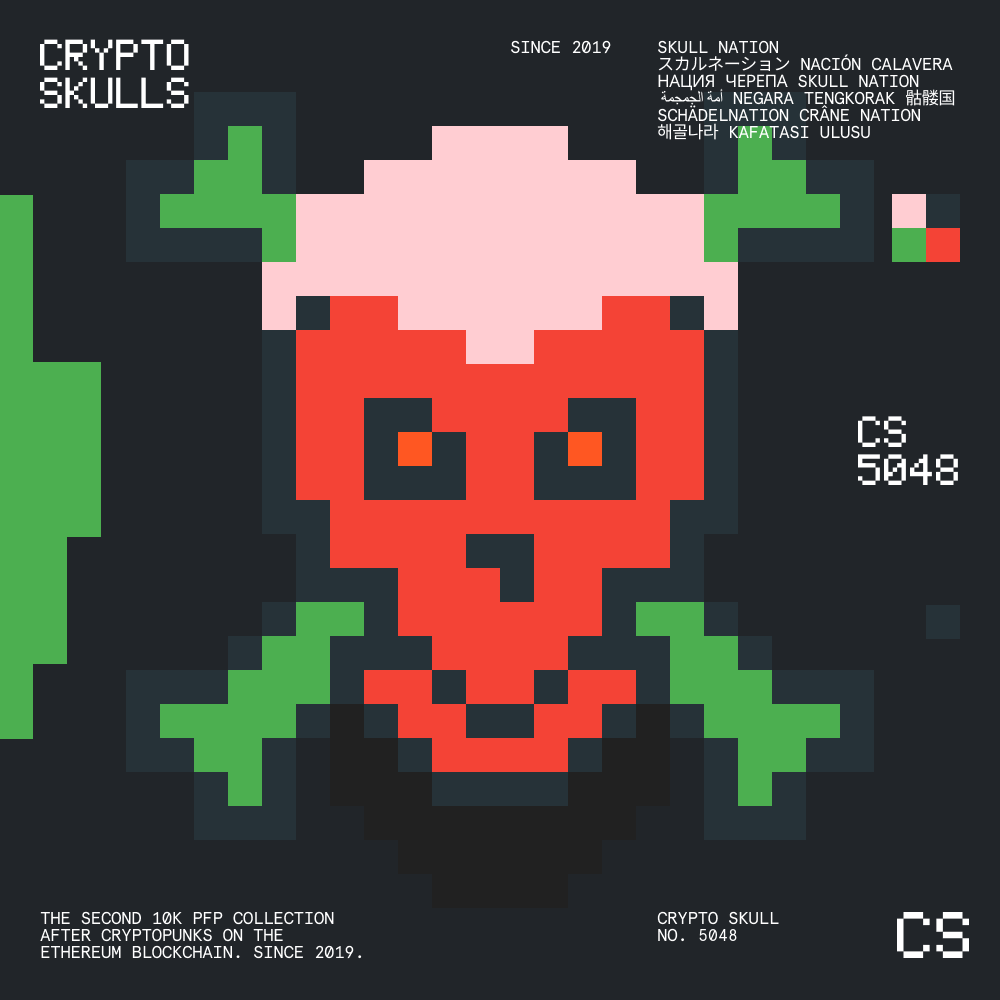 CRYPTO
SKULLS
SINCE 2019
SKULL NATION
スカルネーション NACIÓN CALAVERA
НАЦИЯ ЧЕРЕПА SKULL NATION
أمة الجمجمة NEGARA TENGKORAK 骷髅国
SCHÄDELNATION CRÂNE NATION
해골나라 KAFATASI ULUSU
CS
5048
THE SECOND 10K PFP COLLECTION
AFTER CRYPTOPUNKS ON THE
ETHEREUM BLOCKCHAIN. SINCE 2019.
CRYPTO SKULL
NO. 5048
CS